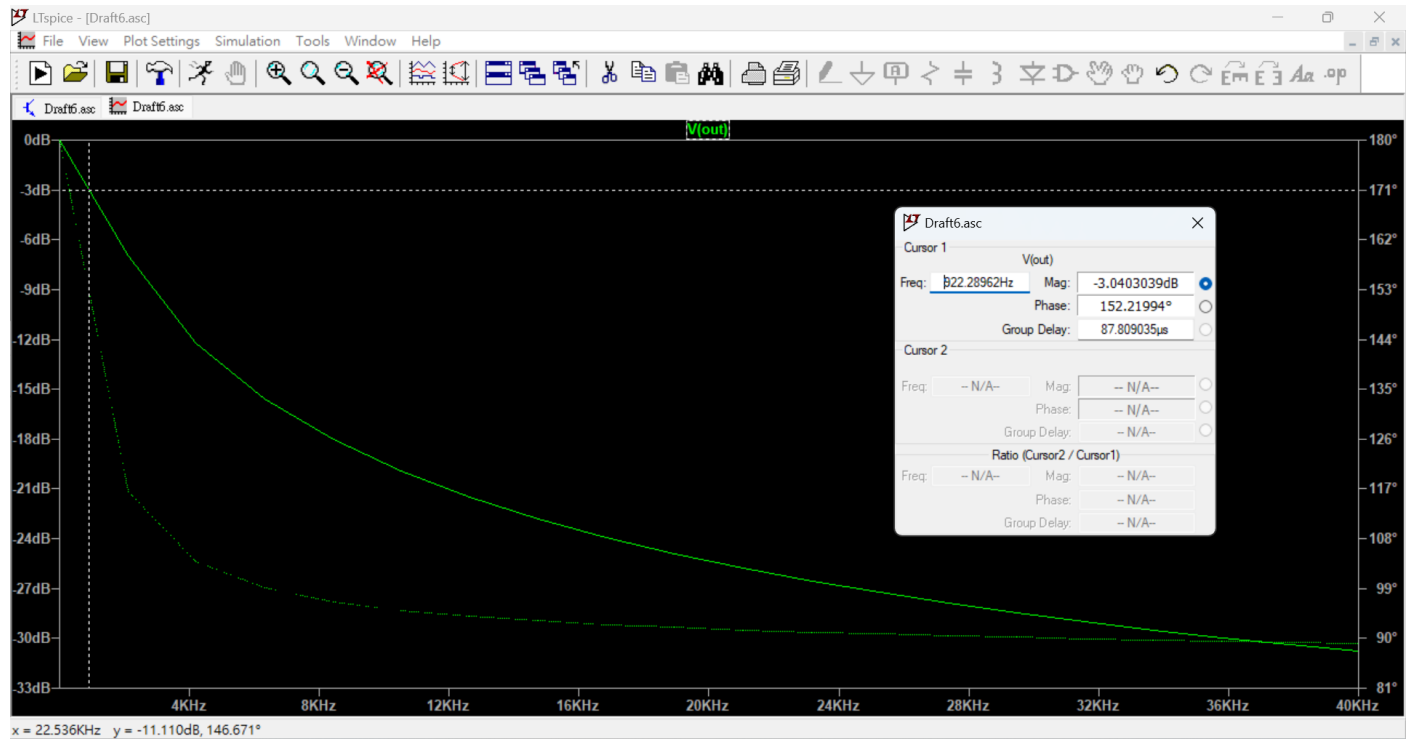 LTspice - [Draft6.asc]
File View Plot Settings Simulation Tools Window Help
Aa .op
Draft6.asc Draft6.asc
V(out)
0dB 180°
-3dB 171°
-6dB 162°
-9dB 153°
-12dB 144°
-15dB 135°
-18dB 126°
-21dB 117°
-24dB 108°
-27dB 99°
-30dB 90°
-33dB 81°
4KHz 8KHz 12KHz 16KHz 20KHz 24KHz 28KHz 32KHz 36KHz 40KHz
Draft6.asc
Cursor 1
V(out)
Freq: 922.28962Hz Mag: -3.0403039dB
Phase: 152.21994°
Group Delay: 87.809035µs
Cursor 2
Freq: -- N/A-- Mag: -- N/A--
Phase: -- N/A--
Group Delay: -- N/A--
Ratio (Cursor2 / Cursor1)
Freq: -- N/A-- Mag: -- N/A--
Phase: -- N/A--
Group Delay: -- N/A--
x = 22.536KHz y = -11.110dB, 146.671°